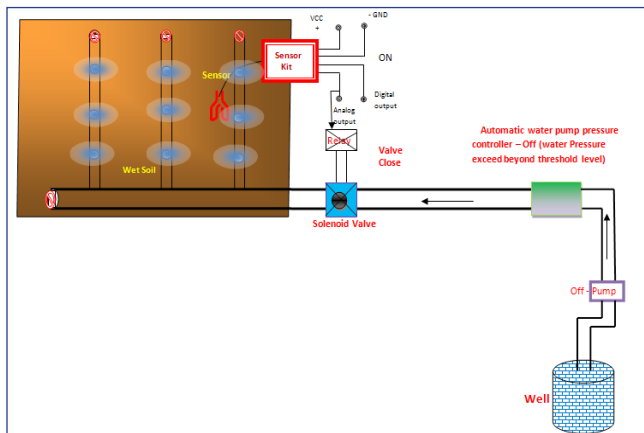 VCC
+
- GND
Sensor
Kit
ON
Sensor
Analog
output
Digital
output
Relay
Valve
Close
Automatic water pump pressure
controller – Off (water Pressure
exceed beyond threshold level)
Wet Soil
Solenoid Valve
Off - Pump
Well